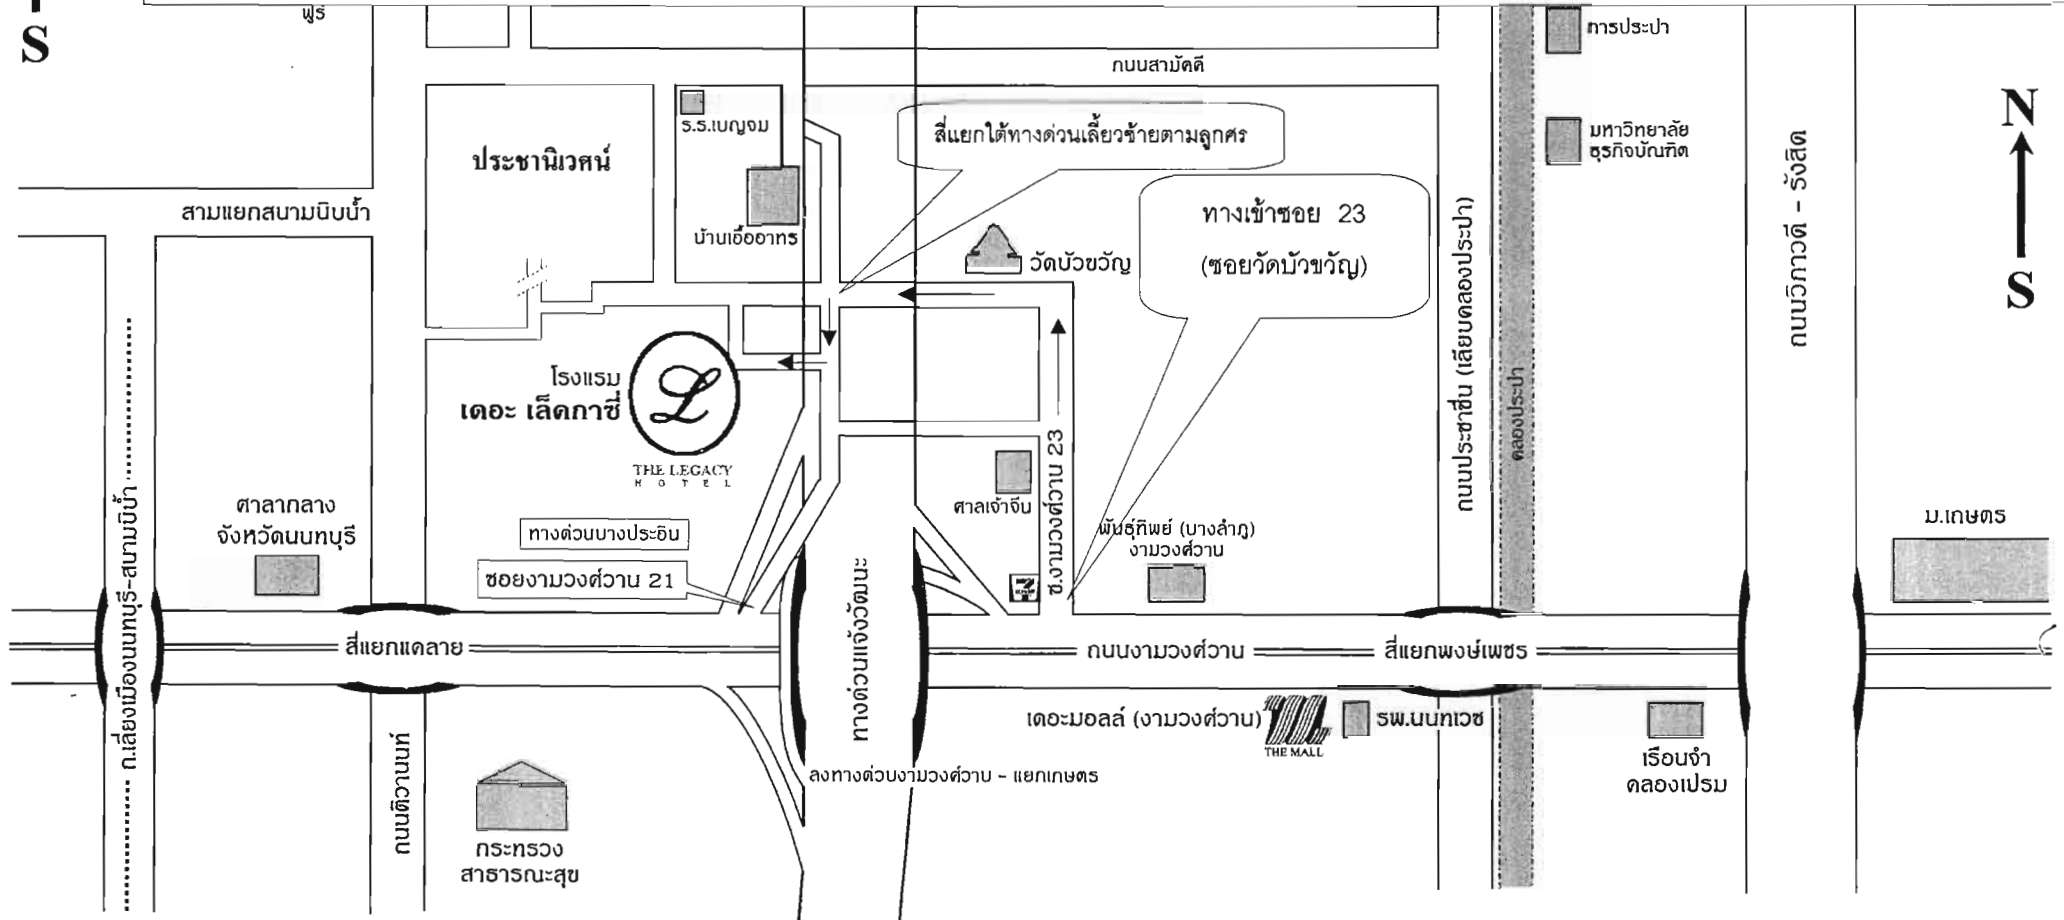 ฟูรี
S
การประปา
ถนนสามัคคี
ร.ร.เบญจม
สี่แยกใต้ทางด่วนเลี้ยวซ้ายตามลูกศร
มหาวิทยาลัย
ธุรกิจบัณฑิต
N
S
ประชานิเวศน์
สามแยกสนามบินน้ำ
บ้านเอื้ออาทร
วัดบัวขวัญ
ทางเข้าซอย 23
(ซอยวัดบัวขวัญ)
ถนนประชาชื่น (เลียบคลองประปา)
คลองประปา
ถนนวิภาวดี - รังสิต
โรงแรม
เดอะ เล็คกาซี่
THE LEGACY
HOTEL
ศาลากลาง
จังหวัดนนทบุรี
ถ.เลี่ยงเมืองนนทบุรี-สนามบินน้ำ
ทางด่วนบางประอิน
ซอยงามวงศ์วาน 21
ศาลเจ้าจีน
ซ.งามวงศ์วาน 23
พันธุ์ทิพย์ (บางลำภู)
งามวงศ์วาน
ม.เกษตร
ทางด่วนแจ้งวัฒนะ
สี่แยกแคลาย
ถนนงามวงศ์วาน
สี่แยกพงษ์เพชร
เดอะมอลล์ (งามวงศ์วาน)
THE MALL
รพ.นนทเวช
เรือนจำ
คลองเปรม
ลงทางด่วนงามวงศ์วาน - แยกเกษตร
ถนนติวานนท์
กระทรวง
สาธารณะสุข